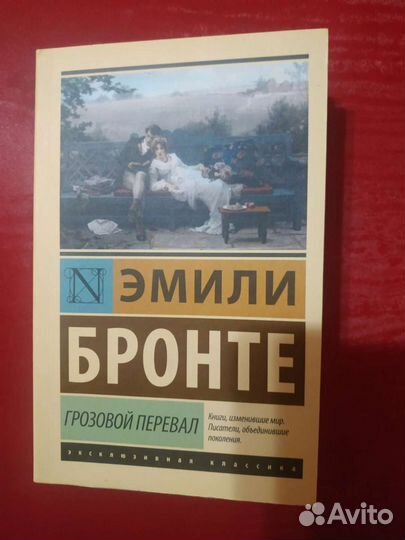 N
ЭМИЛИ
БРОНТЕ
ГРОЗОВОЙ ПЕРЕВАЛ
Книги, изменившие мир.
Писатели, объединившие
поколения.
эксклюзивная классика
Avito